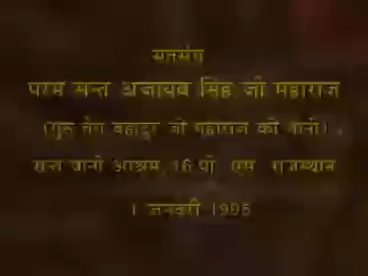 सतसंग
परम सन्त अजायब सिंह जी महाराज
(गुरु तेग बहादुर जी महाराज की बानी)
सन्त बानी आश्रम 16 पी एस राजस्थान
1 जनवरी 1995